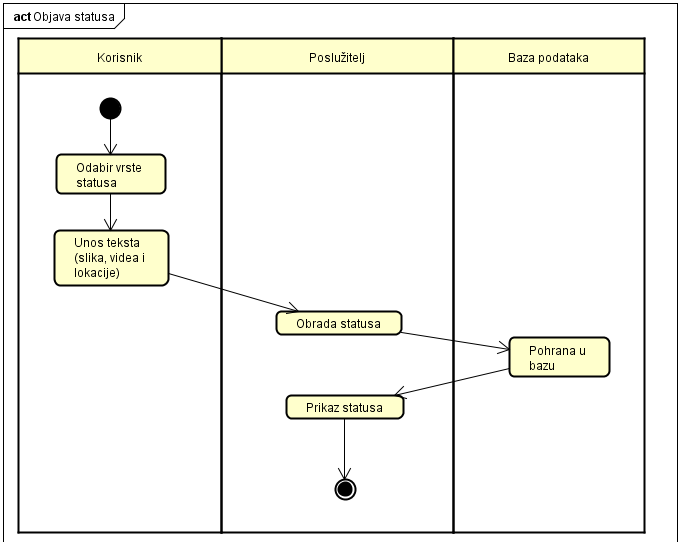 act Objava statusa
Korisnik
Poslužitelj
Baza podataka
Odabir vrste
statusa
Unos teksta
(slika, videa i
lokacije)
Obrada statusa
Pohrana u
bazu
Prikaz statusa